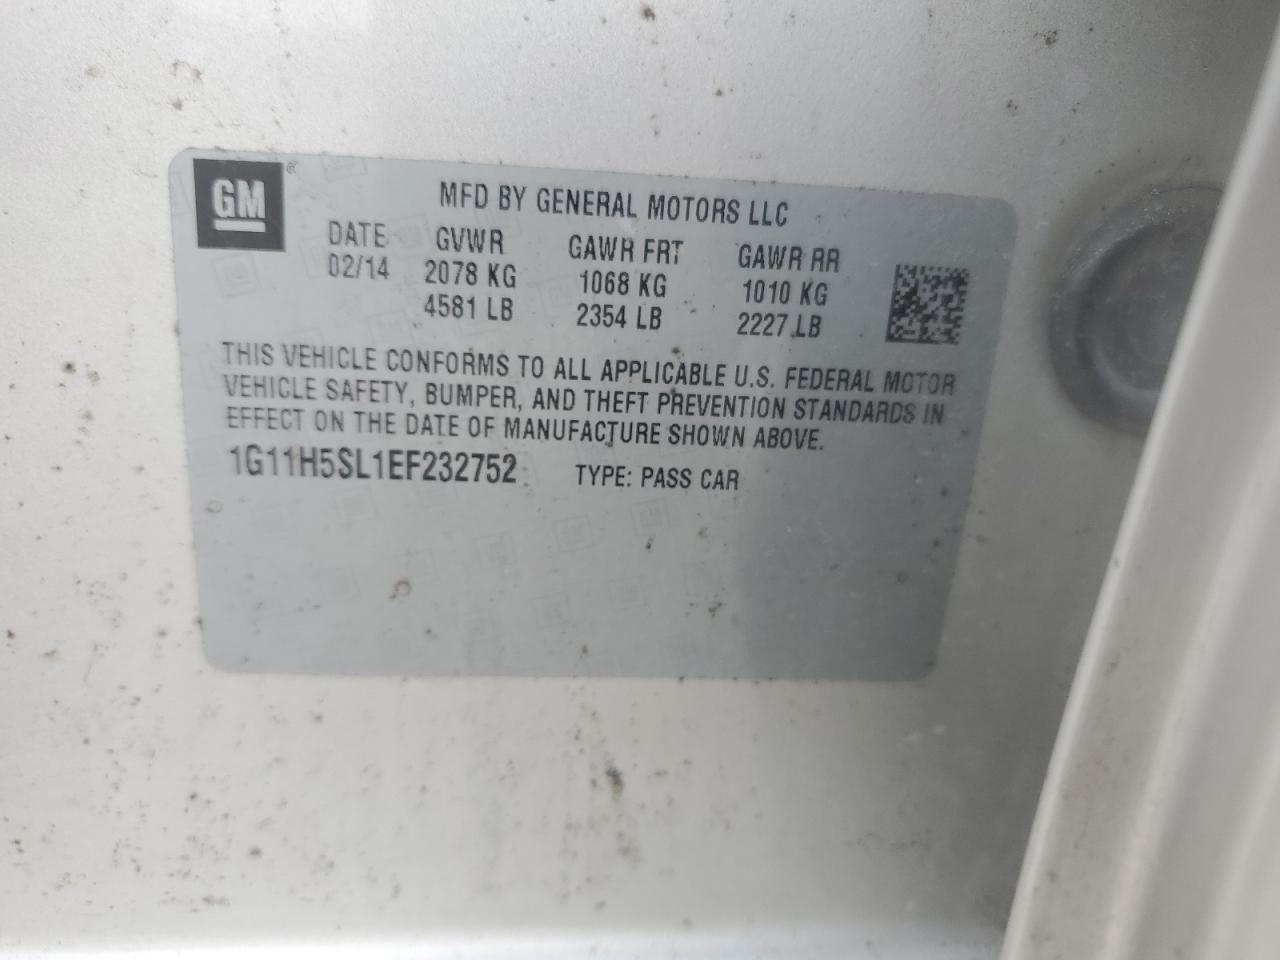 GM®
MFD BY GENERAL MOTORS LLC
DATE GVWR GAWR FRT GAWR RR
02/14 2078 KG 1068 KG 1010 KG
4581 LB 2354 LB 2227 LB
THIS VEHICLE CONFORMS TO ALL APPLICABLE U.S. FEDERAL MOTOR
VEHICLE SAFETY, BUMPER, AND THEFT PREVENTION STANDARDS IN
EFFECT ON THE DATE OF MANUFACTURE SHOWN ABOVE.
1G11H5SL1EF232752 TYPE: PASS CAR